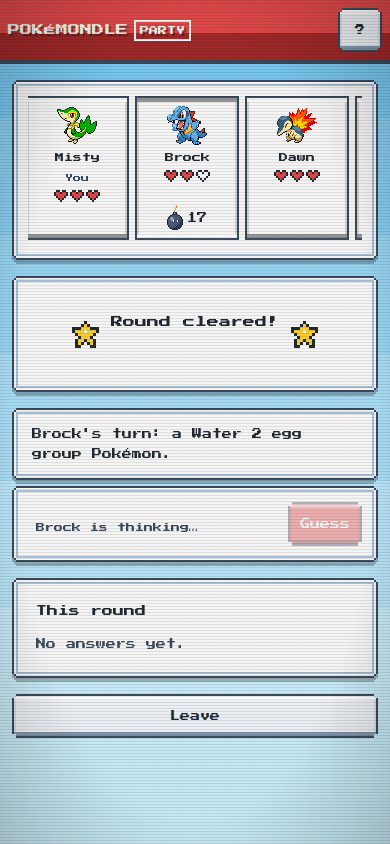 POKéMONDLE PARTY
?
Misty
You
Brock
17
Dawn
Round cleared!
Brock's turn: a Water 2 egg
group Pokémon.
Brock is thinking…
Guess
This round
No answers yet.
Leave